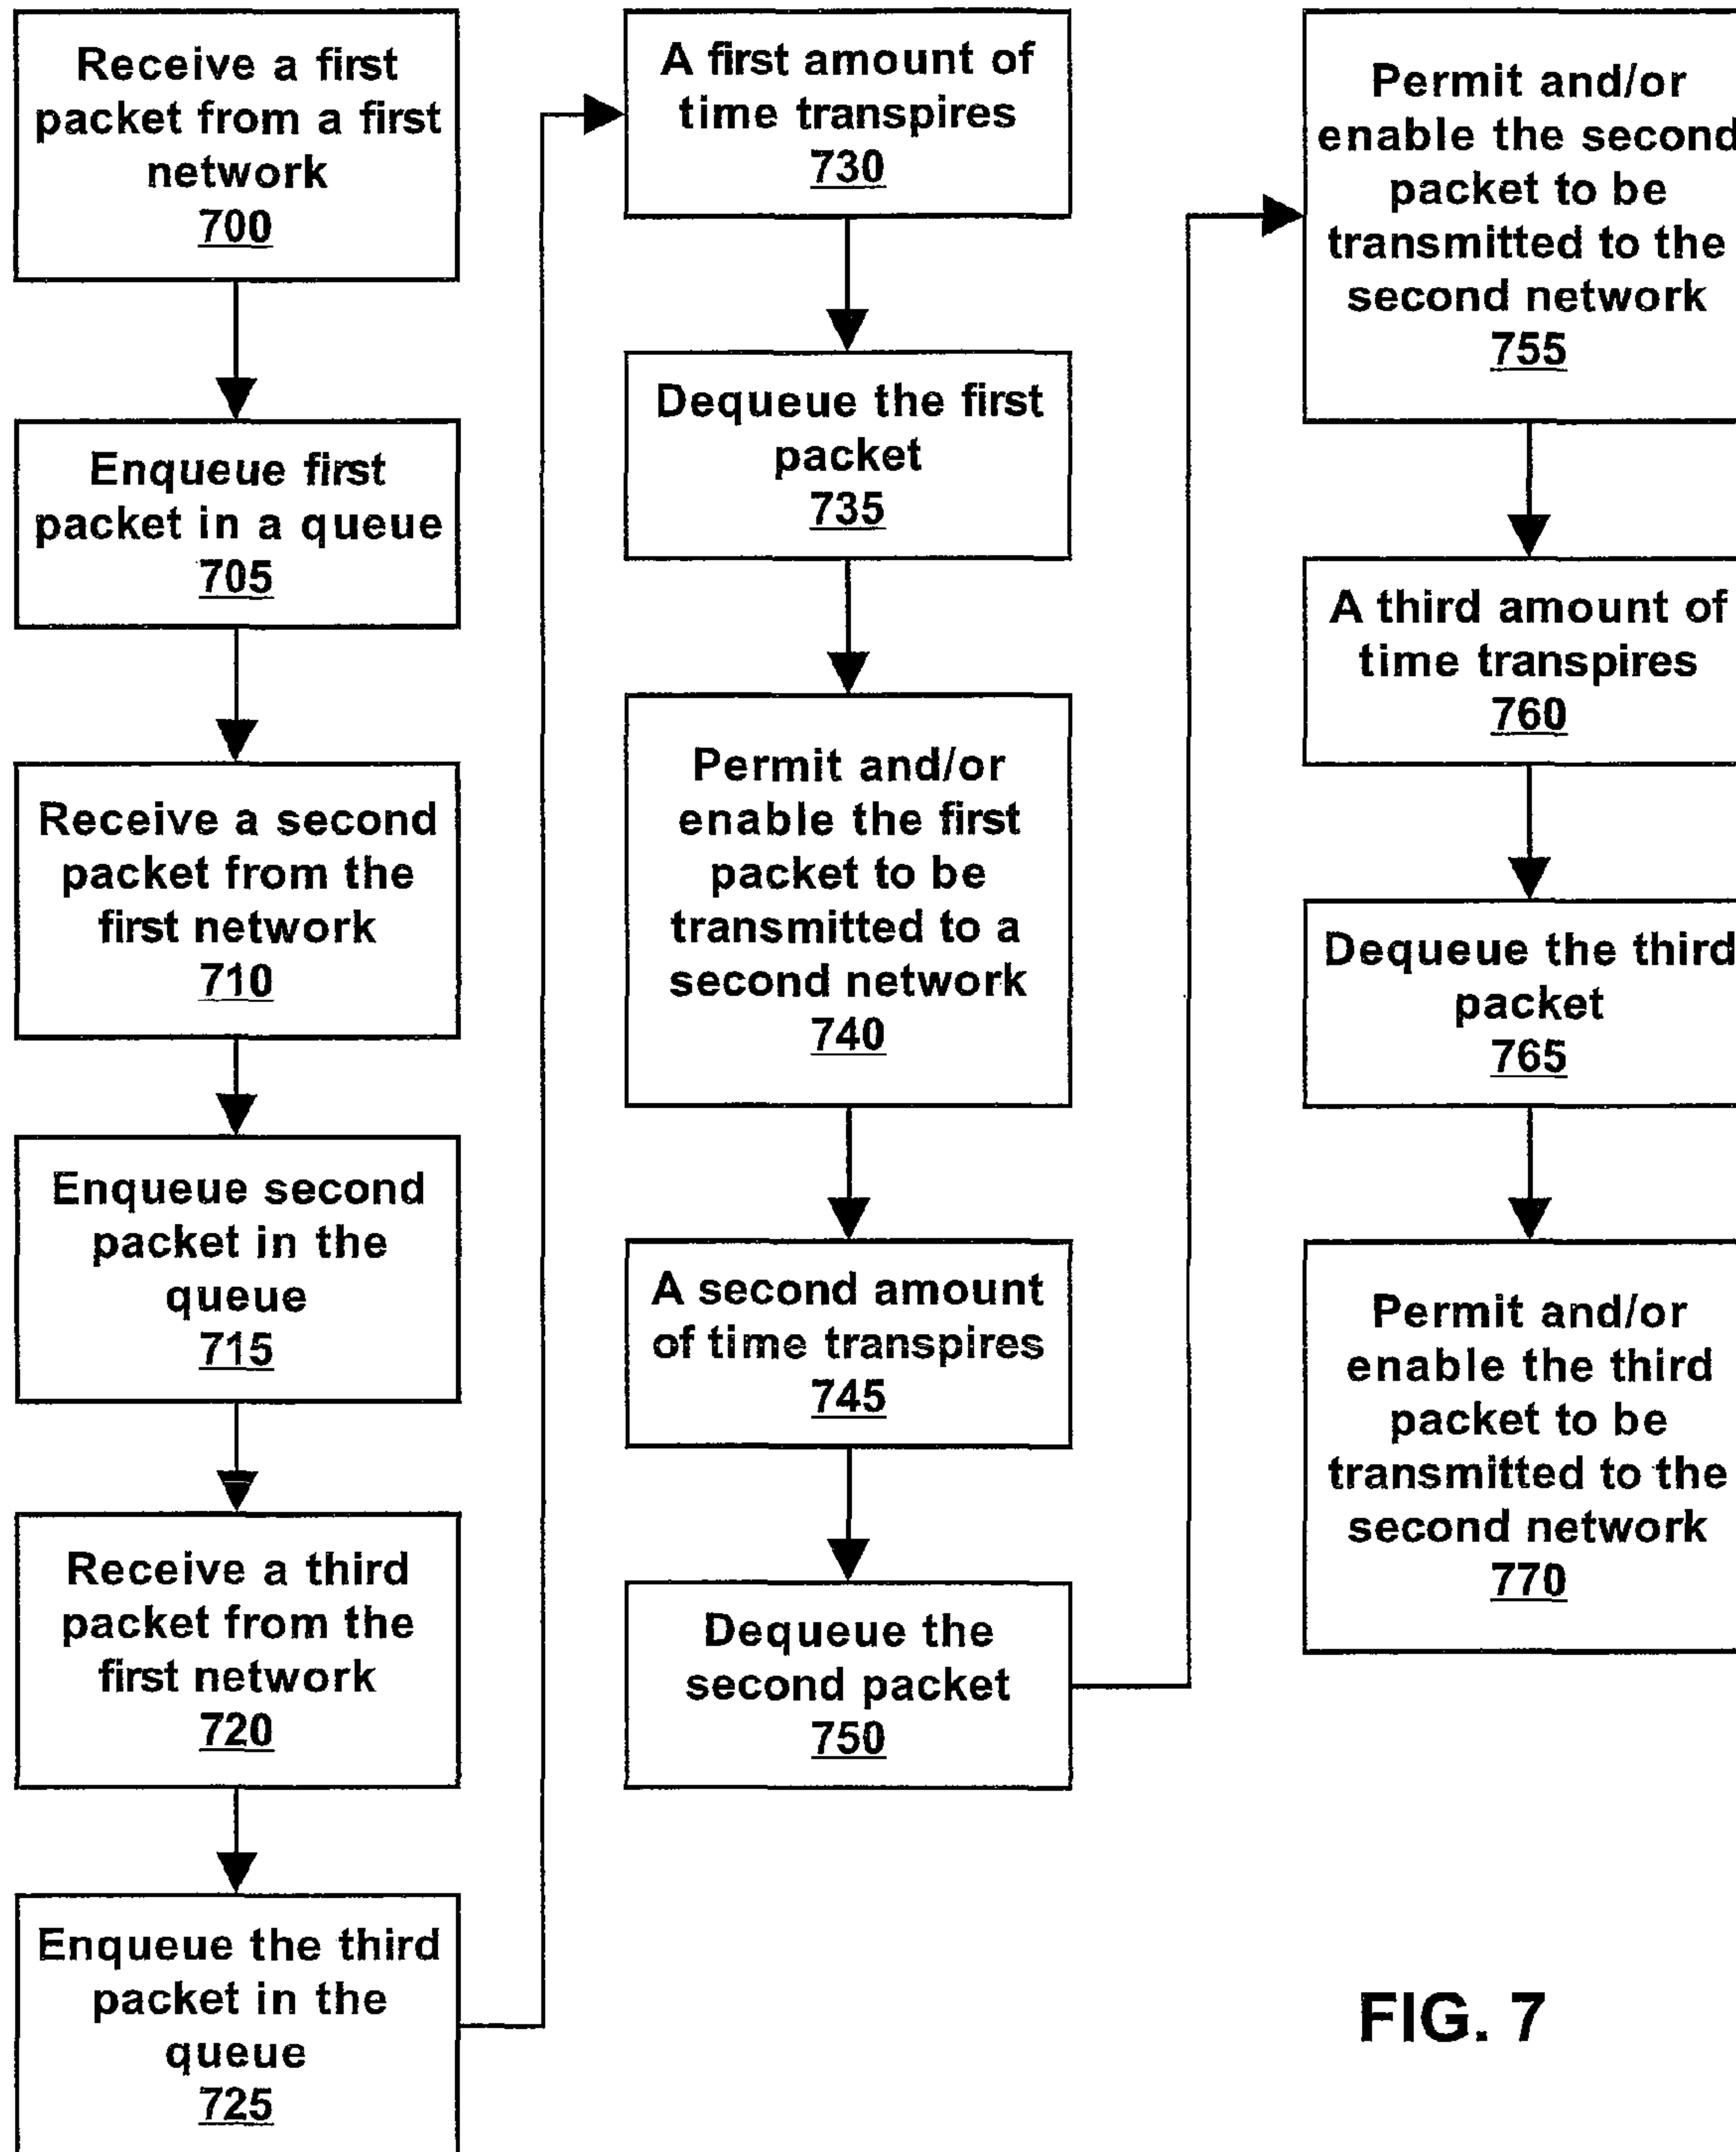 Receive a first
packet from a first
network
700
Enqueue first
packet in a queue
705
Receive a second
packet from the
first network
710
Enqueue second
packet in the
queue
715
Receive a third
packet from the
first network
720
Enqueue the third
packet in the
queue
725
A first amount of
time transpires
730
Dequeue the first
packet
735
Permit and/or
enable the first
packet to be
transmitted to a
second network
740
A second amount
of time transpires
745
Dequeue the
second packet
750
Permit and/or
enable the second
packet to be
transmitted to the
second network
755
A third amount of
time transpires
760
Dequeue the third
packet
765
Permit and/or
enable the third
packet to be
transmitted to the
second network
770
FIG. 7